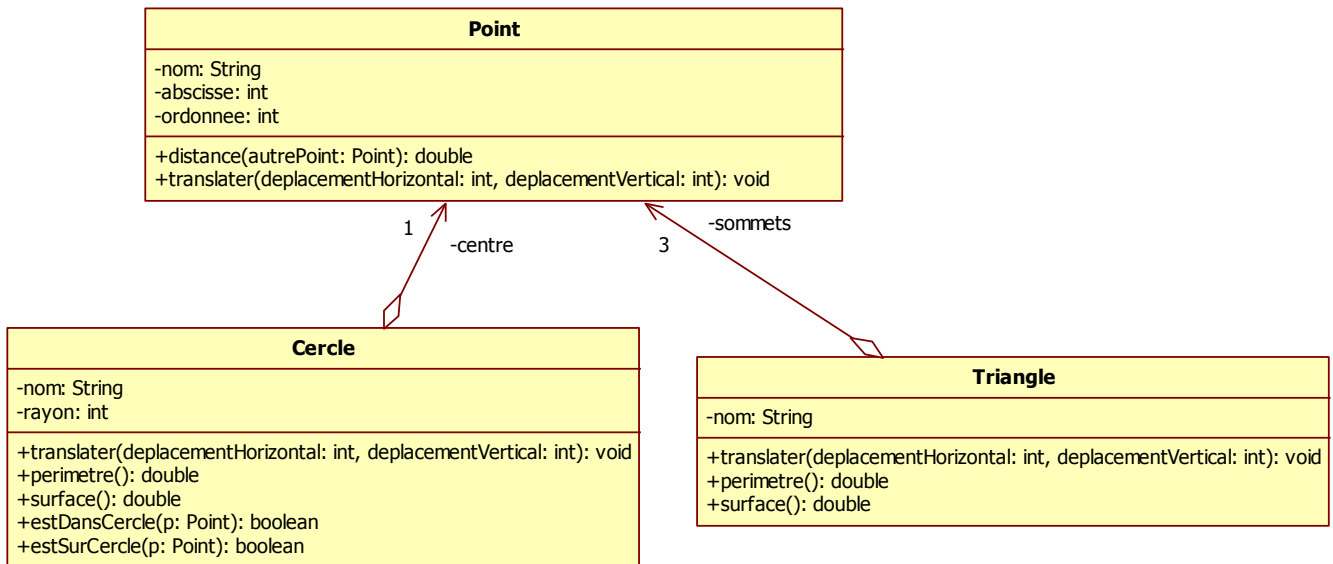 Point
-nom: String
-abscisse: int
-ordonnee: int
+distance(autrePoint: Point): double
+translater(deplacementHorizontal: int, deplacementVertical: int): void
1
-centre
-sommets
3
Cercle
-nom: String
-rayon: int
+translater(deplacementHorizontal: int, deplacementVertical: int): void
+perimetre(): double
+surface(): double
+estDansCercle(p: Point): boolean
+estSurCercle(p: Point): boolean
Triangle
-nom: String
+translater(deplacementHorizontal: int, deplacementVertical: int): void
+perimetre(): double
+surface(): double